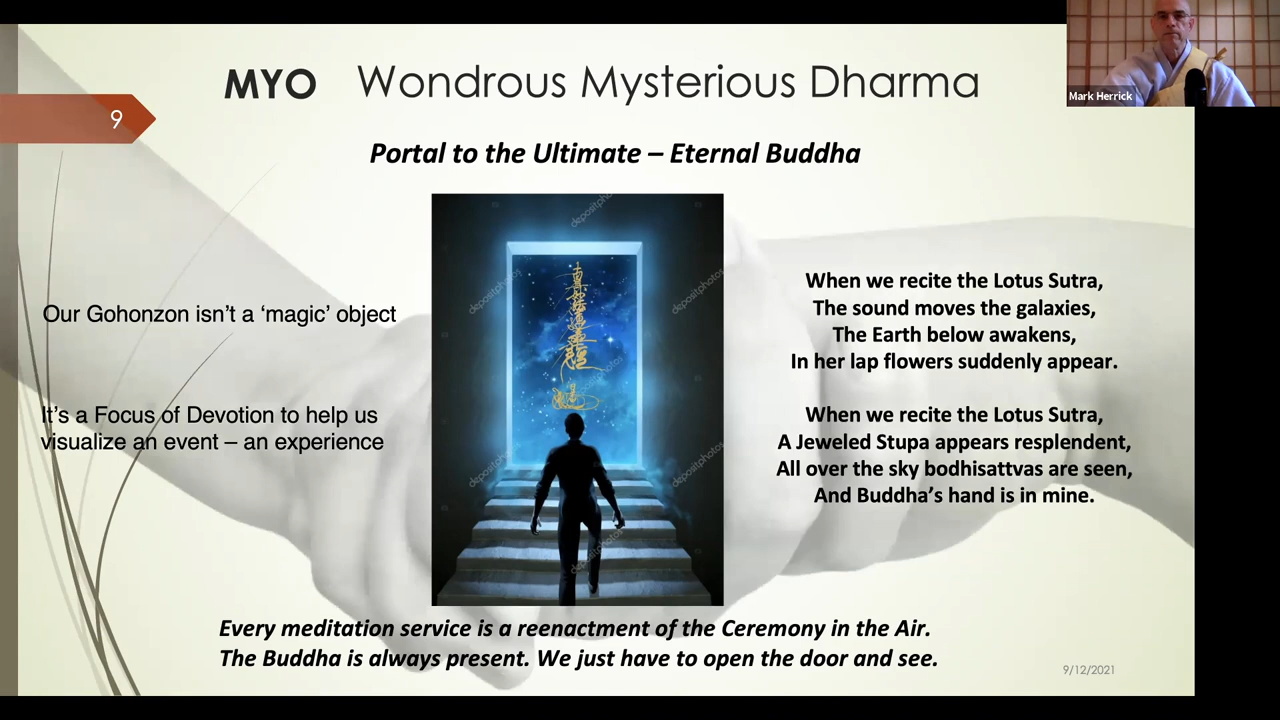 MYO Wondrous Mysterious Dharma
Mark Herrick
9
Portal to the Ultimate – Eternal Buddha
Our Gohonzon isn't a 'magic' object
It's a Focus of Devotion to help us
visualize an event – an experience
When we recite the Lotus Sutra,
The sound moves the galaxies,
The Earth below awakens,
In her lap flowers suddenly appear.
When we recite the Lotus Sutra,
A Jeweled Stupa appears resplendent,
All over the sky bodhisattvas are seen,
And Buddha's hand is in mine.
depositphotos
depositphotos
depositphotos
depositphotos
Every meditation service is a reenactment of the Ceremony in the Air.
The Buddha is always present. We just have to open the door and see.
9/12/2021